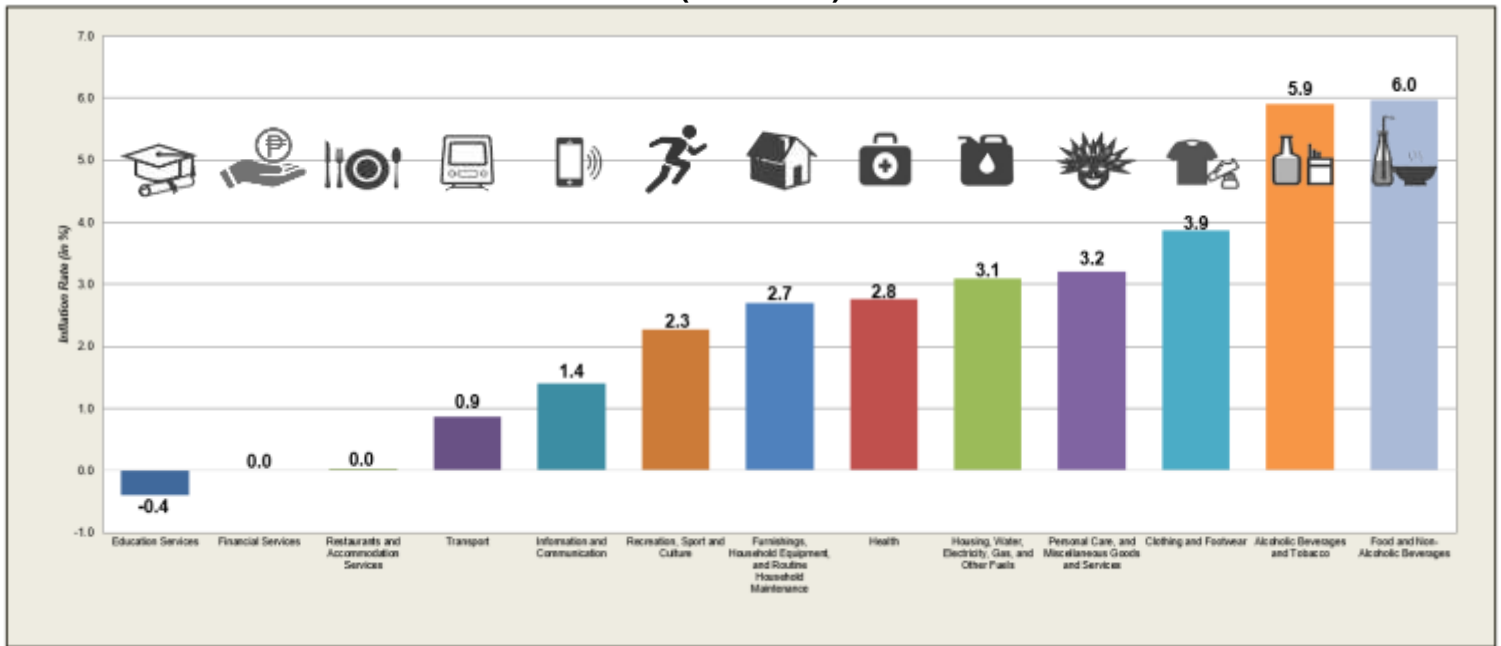 7.0
6.0
5.0
4.0
3.0
2.0
1.0
0.0
-1.0
Inflation Rate (in %)
-0.4
0.0
0.0
0.9
1.4
2.3
2.7
2.8
3.1
3.2
3.9
5.9
6.0
₱
Education Services
Financial Services
Restaurants and
Accommodation
Services
Transport
Information and
Communication
Recreation, Sport and
Culture
Furnishings,
Household Equipment,
and Routine
Household
Maintenance
Health
Housing, Water,
Electricity, Gas, and
Other Fuels
Personal Care, and
Miscellaneous Goods
and Services
Clothing and Footwear
Alcoholic Beverages
and Tobacco
Food and Non-
Alcoholic Beverages